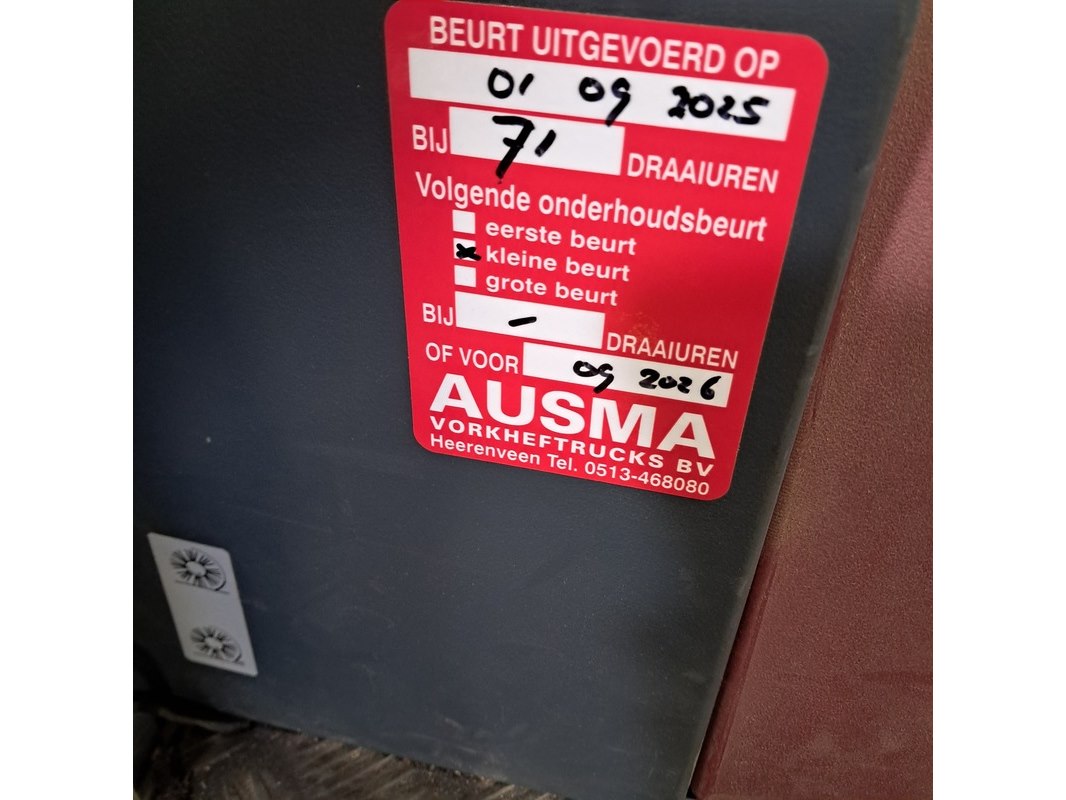 BEURT UITGEVOERD OP
01 09 2025
BIJ 71 DRAAIUREN
Volgende onderhoudsbeurt
eerste beurt
x kleine beurt
grote beurt
BIJ - DRAAIUREN
OF VOOR 09 2026
AUSMA
VORKHEFTRUCKS BV
Heerenveen Tel. 0513-468080